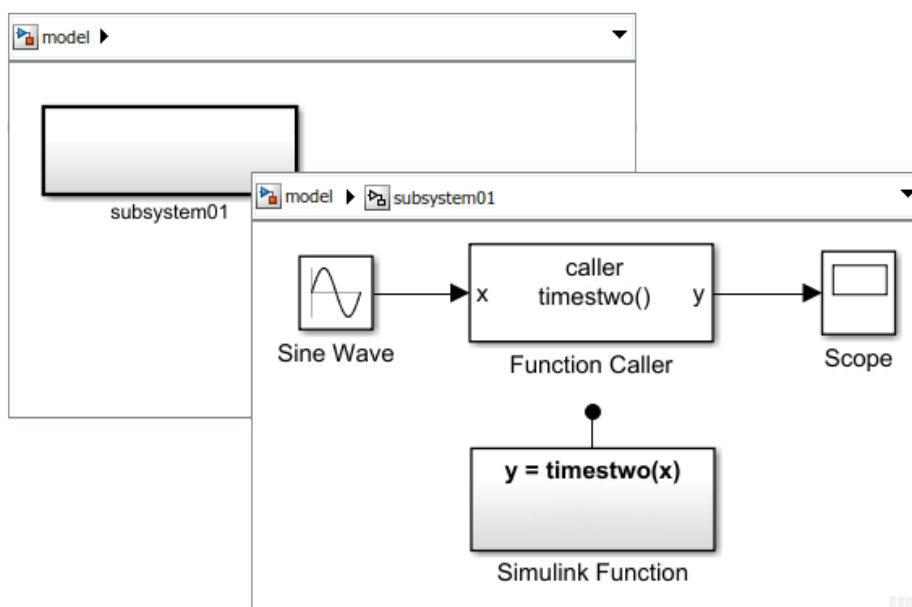 model
subsystem01
model subsystem01
caller
timestwo()
x
y
Sine Wave
Function Caller
Scope
y = timestwo(x)
Simulink Function